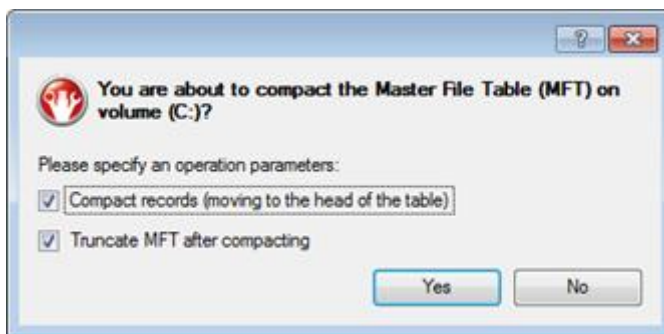 You are about to compact the Master File Table (MFT) on
volume (C:)?
Please specify an operation parameters:
Compact records (moving to the head of the table)
Truncate MFT after compacting
Yes No